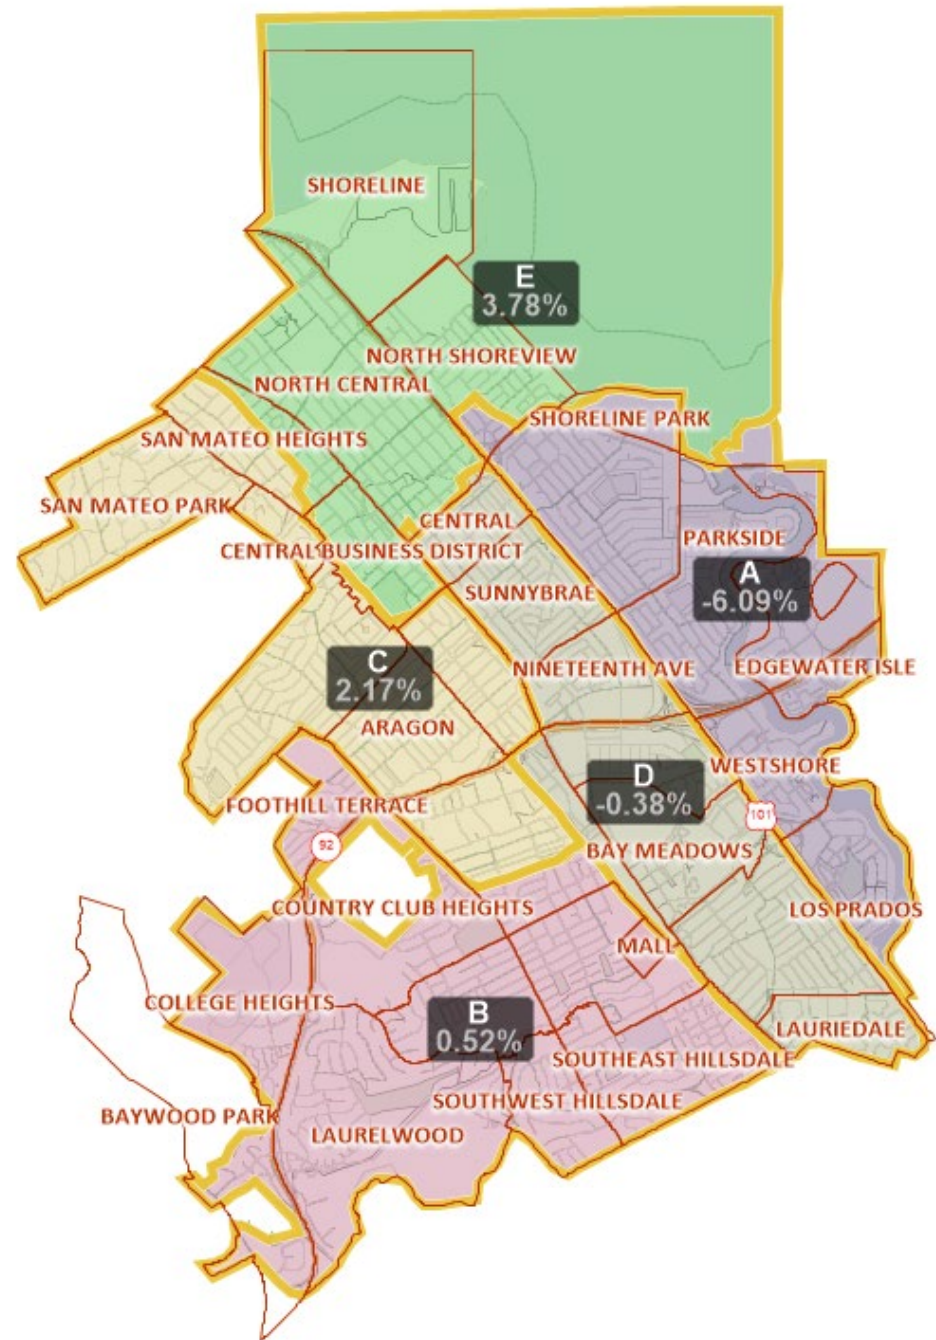 SHORELINE
E
3.78%
NORTH SHOREVIEW
NORTH CENTRAL
SHORELINE PARK
SAN MATEO HEIGHTS
SAN MATEO PARK
CENTRAL
PARKSIDE
CENTRAL BUSINESS DISTRICT
A
-6.09%
SUNNYBRAE
C
2.17%
NINETEENTH AVE
EDGEWATER ISLE
ARAGON
D
-0.38%
WESTSHORE
FOOTHILL TERRACE
101
92
BAY MEADOWS
COUNTRY CLUB HEIGHTS
LOS PRADOS
MALL
COLLEGE HEIGHTS
B
0.52%
LAURIEDALE
SOUTHEAST HILLSDALE
SOUTHWEST HILLSDALE
BAYWOOD PARK
LAURELWOOD